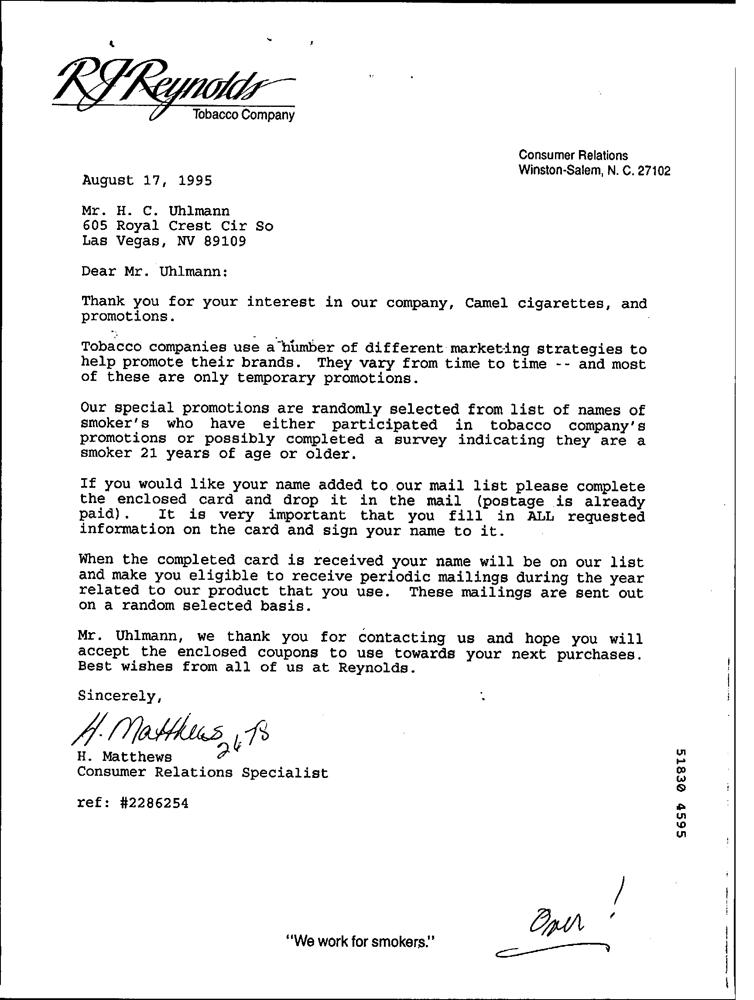 RJReynolds
Tobacco Company
Consumer Relations
Winston-Salem, N. C. 27102
August 17, 1995
Mr. H. C. Uhlmann
605 Royal Crest Cir So
Las Vegas, NV 89109
Dear Mr. Uhlmann:
Thank you for your interest in our company, Camel cigarettes, and
promotions.
Tobacco companies use a number of different marketing strategies to
help promote their brands. They vary from time to time -- and most
of these are only temporary promotions.
Our special promotions are randomly selected from list of names of
smoker's who have either participated in tobacco company's
promotions or possibly completed a survey indicating they are a
smoker 21 years of age or older.
If you would like your name added to our mail list please complete
the enclosed card and drop it in the mail (postage is already
paid). It is very important that you fill in ALL requested
information on the card and sign your name to it.
When the completed card is received your name will be on our list
and make you eligible to receive periodic mailings during the year
related to our product that you use. These mailings are sent out
on a random selected basis.
Mr. Uhlmann, we thank you for contacting us and hope you will
accept the enclosed coupons to use towards your next purchases.
Best wishes from all of us at Reynolds.
Sincerely,
H. Matthews
H. Matthews
Consumer Relations Specialist
ref: #2286254
51830 4595
Over!
"We work for smokers."